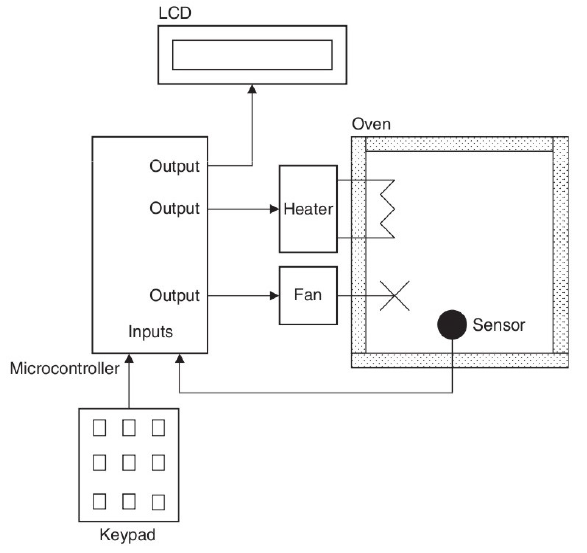 LCD
Oven
Output
Output
Heater
Output
Fan
Sensor
Inputs
Microcontroller
Keypad